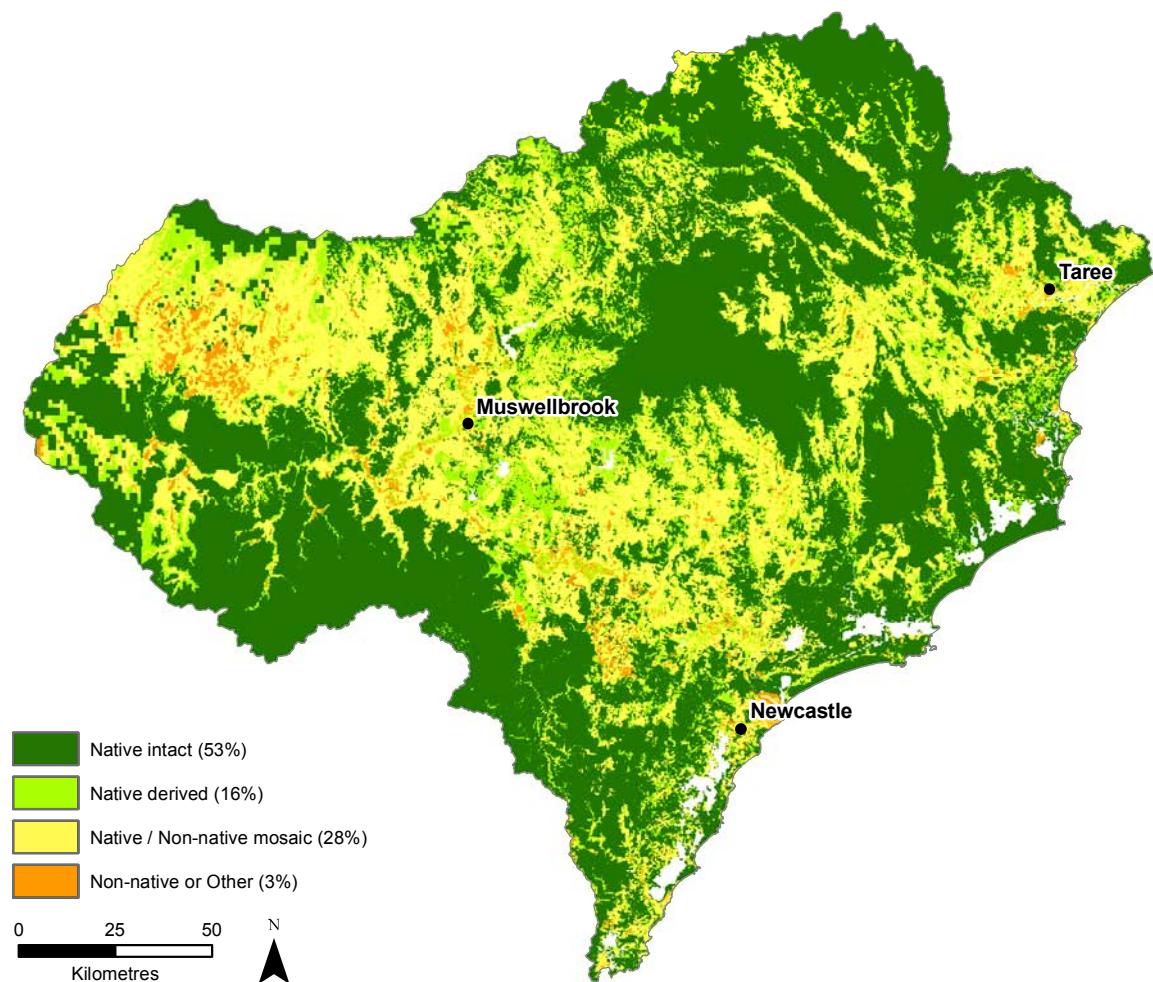 Taree
Muswellbrook
Newcastle
Native intact (53%)
Native derived (16%)
Native / Non-native mosaic (28%)
Non-native or Other (3%)
0 25 50
Kilometres
N